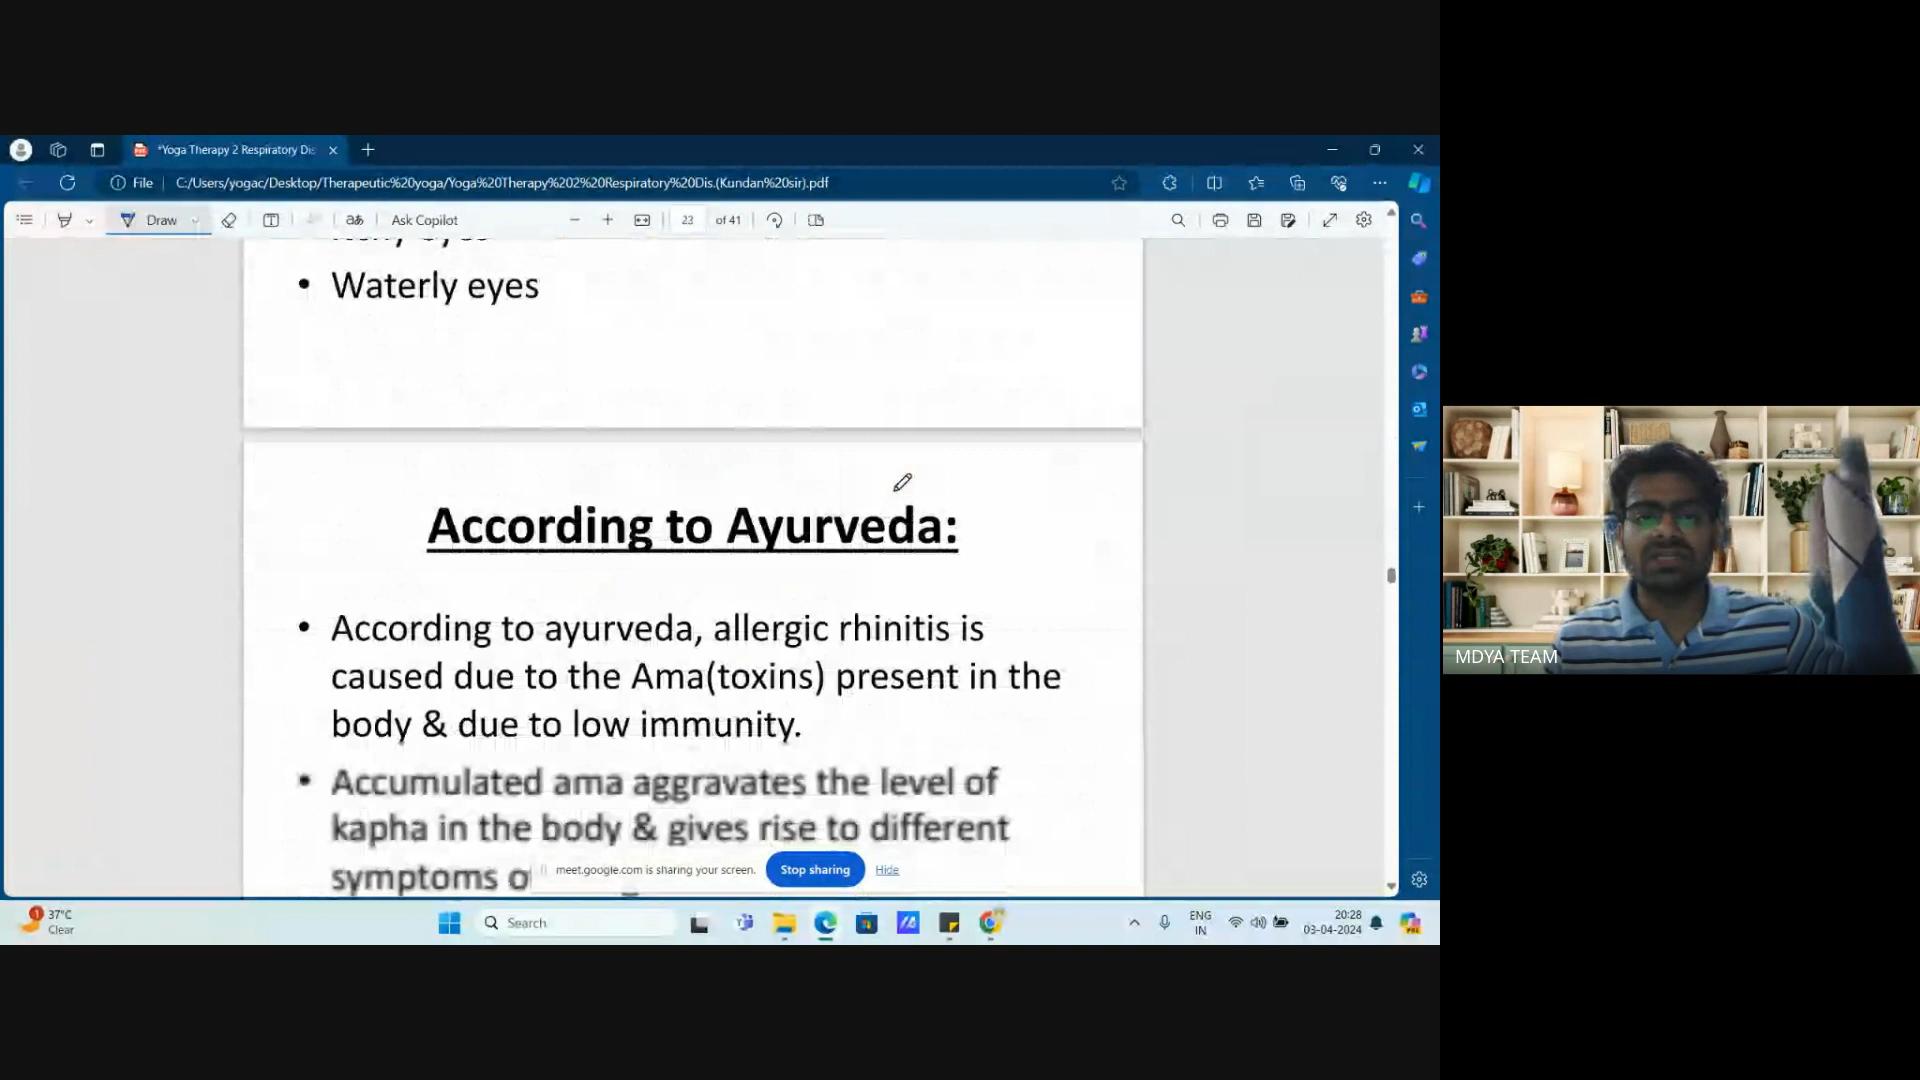 *Yoga Therapy 2 Respiratory Dis
File
C:/Users/yogac/Desktop/Therapeutic%20yoga/Yoga%20Therapy%202%20Respiratory%20Dis.(Kundan%20sir).pdf
Draw
aあ
Ask Copilot
23 of 41
• Waterly eyes
According to Ayurveda:
• According to ayurveda, allergic rhinitis is
caused due to the Ama(toxins) present in the
body & due to low immunity.
• Accumulated ama aggravates the level of
kapha in the body & gives rise to different
symptoms
meet.google.com is sharing your screen.
Stop sharing
Hide
MDYA TEAM
1
37°C
Clear
Search
ENG
IN
20:28
03-04-2024